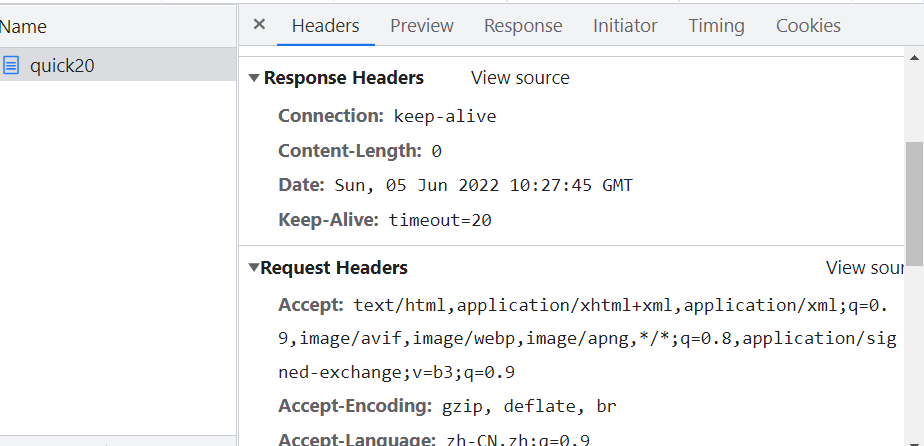 Name
× Headers Preview Response Initiator Timing Cookies
quick20
Response Headers View source
Connection: keep-alive
Content-Length: 0
Date: Sun, 05 Jun 2022 10:27:45 GMT
Keep-Alive: timeout=20
Request Headers View sour
Accept: text/html,application/xhtml+xml,application/xml;q=0.
9,image/avif,image/webp,image/apng,*/*;q=0.8,application/sig
ned-exchange;v=b3;q=0.9
Accept-Encoding: gzip, deflate, br
Accept-Language: zh-CN,zh;q=0.9